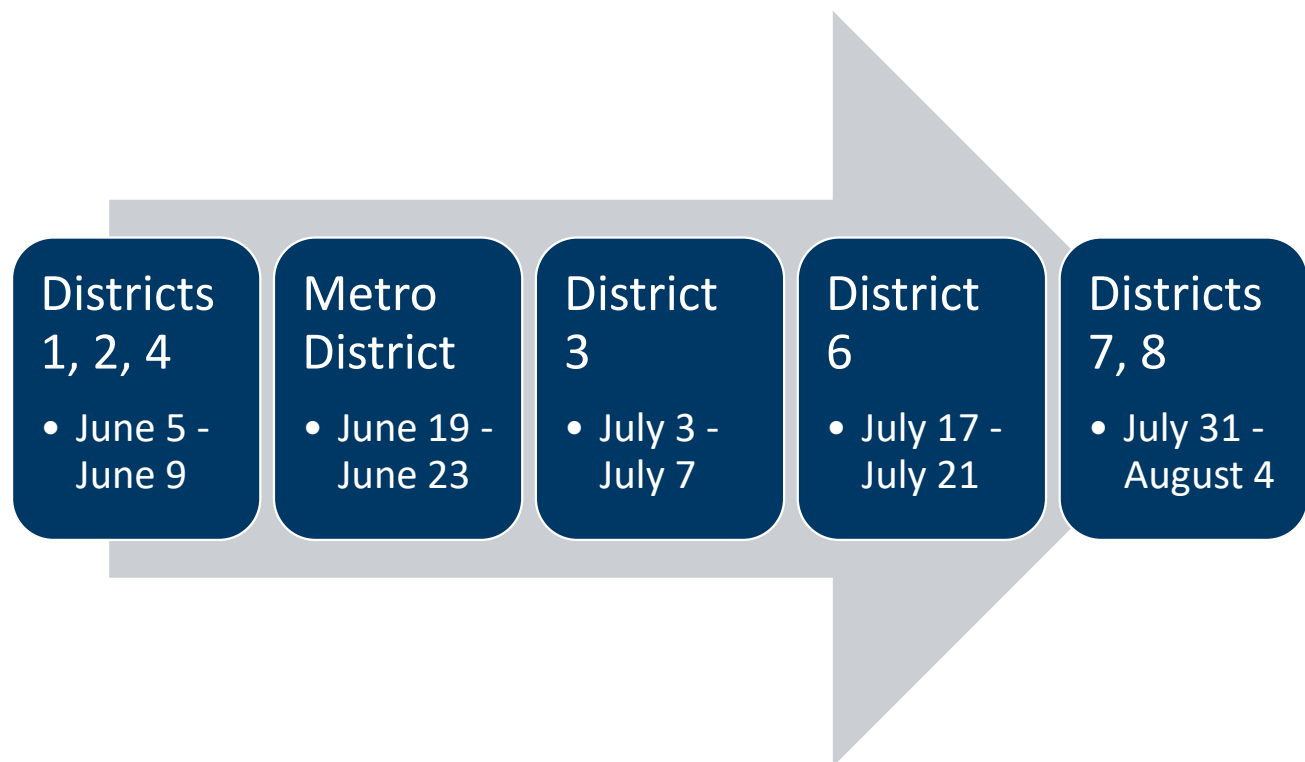 Districts
1, 2, 4
• June 5 -
June 9
Metro
District
• June 19 -
June 23
District
3
• July 3 -
July 7
District
6
• July 17 -
July 21
Districts
7, 8
• July 31 -
August 4